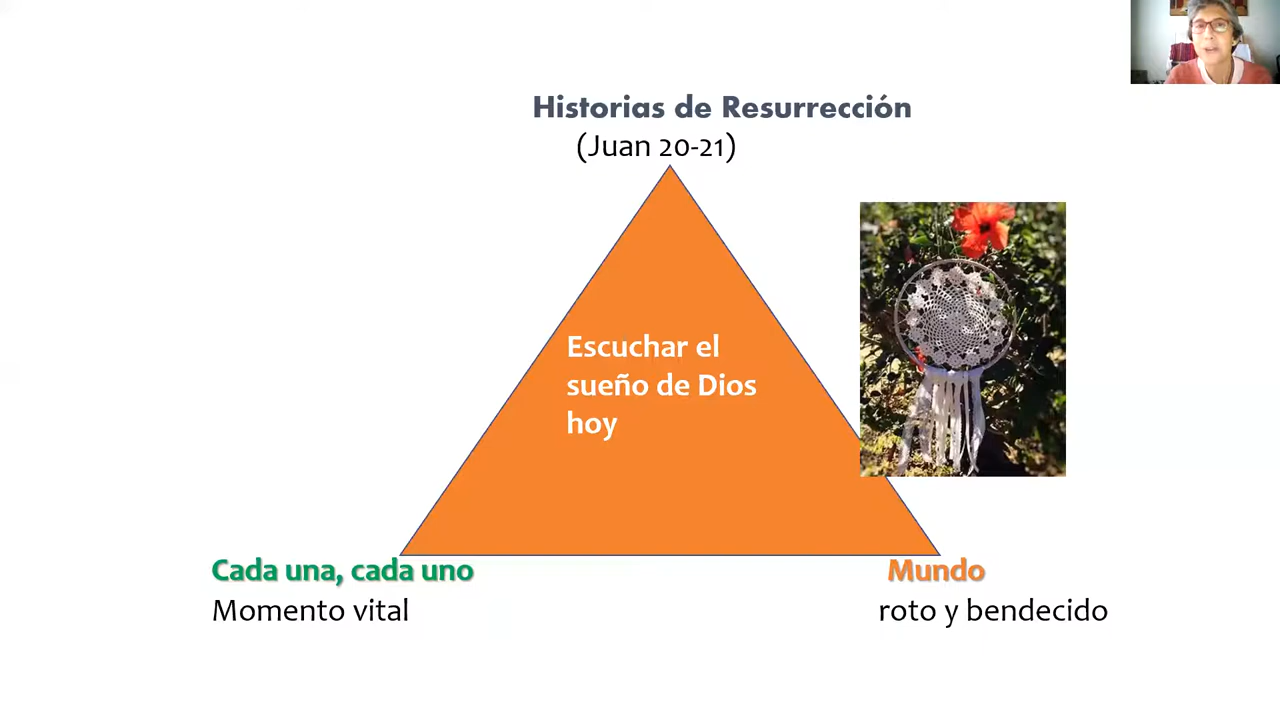 Historias de Resurrección
(Juan 20-21)
Escuchar el
sueño de Dios
hoy
Cada una, cada uno
Momento vital
Mundo
roto y bendecido